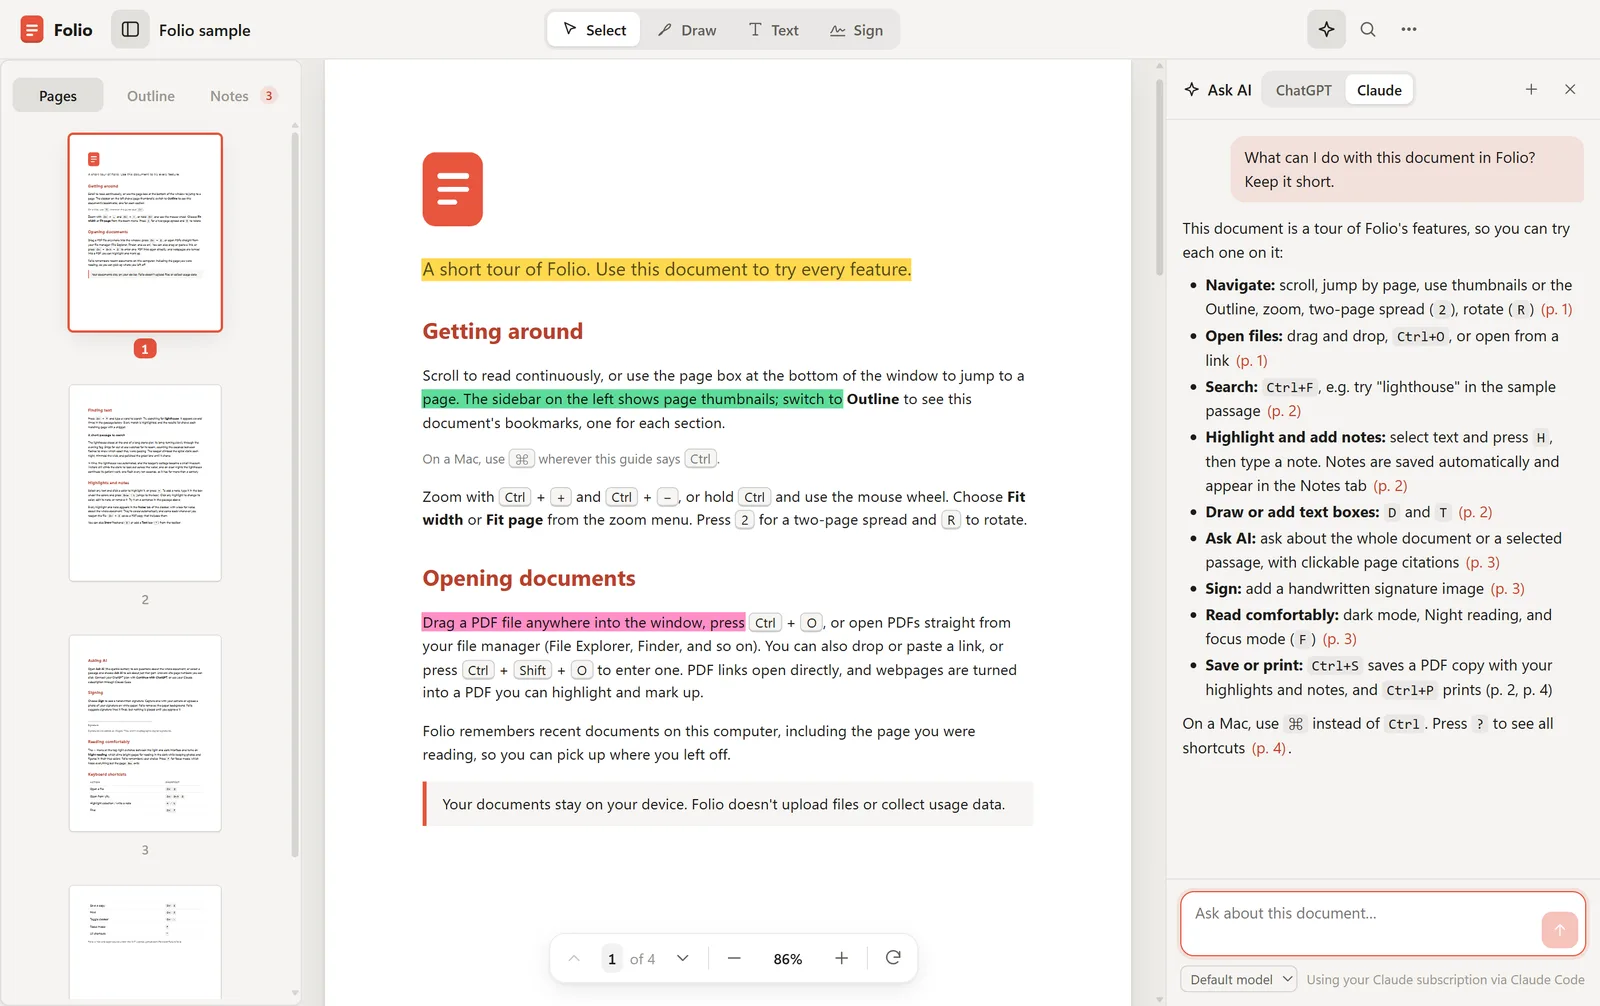 Folio
Folio sample
Select
Draw
Text
Sign
Pages
Outline
Notes
3
1
2
3
A short tour of Folio. Use this document to try every feature.
Getting around
Scroll to read continuously, or use the page box at the bottom of the window to jump to a
page. The sidebar on the left shows page thumbnails; switch to Outline to see this
document's bookmarks, one for each section.
On a Mac, use ⌘ wherever this guide says Ctrl.
Zoom with Ctrl + + and Ctrl + −, or hold Ctrl and use the mouse wheel. Choose Fit
width or Fit page from the zoom menu. Press 2 for a two-page spread and R to rotate.
Opening documents
Drag a PDF file anywhere into the window, press Ctrl + O, or open PDFs straight from
your file manager (File Explorer, Finder, and so on). You can also drop or paste a link, or
press Ctrl + Shift + O to enter one. PDF links open directly, and webpages are turned
into a PDF you can highlight and mark up.
Folio remembers recent documents on this computer, including the page you were
reading, so you can pick up where you left off.
Your documents stay on your device. Folio doesn't upload files or collect usage data.
1 of 4
86%
Ask AI
ChatGPT
Claude
What can I do with this document in Folio?
Keep it short.
This document is a tour of Folio's features, so you can try
each one on it:
• Navigate: scroll, jump by page, use thumbnails or the
Outline, zoom, two-page spread ( 2 ), rotate ( R ) (p. 1)
• Open files: drag and drop, Ctrl+O, or open from a
link (p. 1)
• Search: Ctrl+F, e.g. try "lighthouse" in the sample
passage (p. 2)
• Highlight and add notes: select text and press H,
then type a note. Notes are saved automatically and
appear in the Notes tab (p. 2)
• Draw or add text boxes: D and T (p. 2)
• Ask AI: ask about the whole document or a selected
passage, with clickable page citations (p. 3)
• Sign: add a handwritten signature image (p. 3)
• Read comfortably: dark mode, Night reading, and
focus mode ( F ) (p. 3)
• Save or print: Ctrl+S saves a PDF copy with your
highlights and notes, and Ctrl+P prints (p. 2, p. 4)
On a Mac, use ⌘ instead of Ctrl. Press ? to see all
shortcuts (p. 4).
Ask about this document...
Default model
Using your Claude subscription via Claude Code